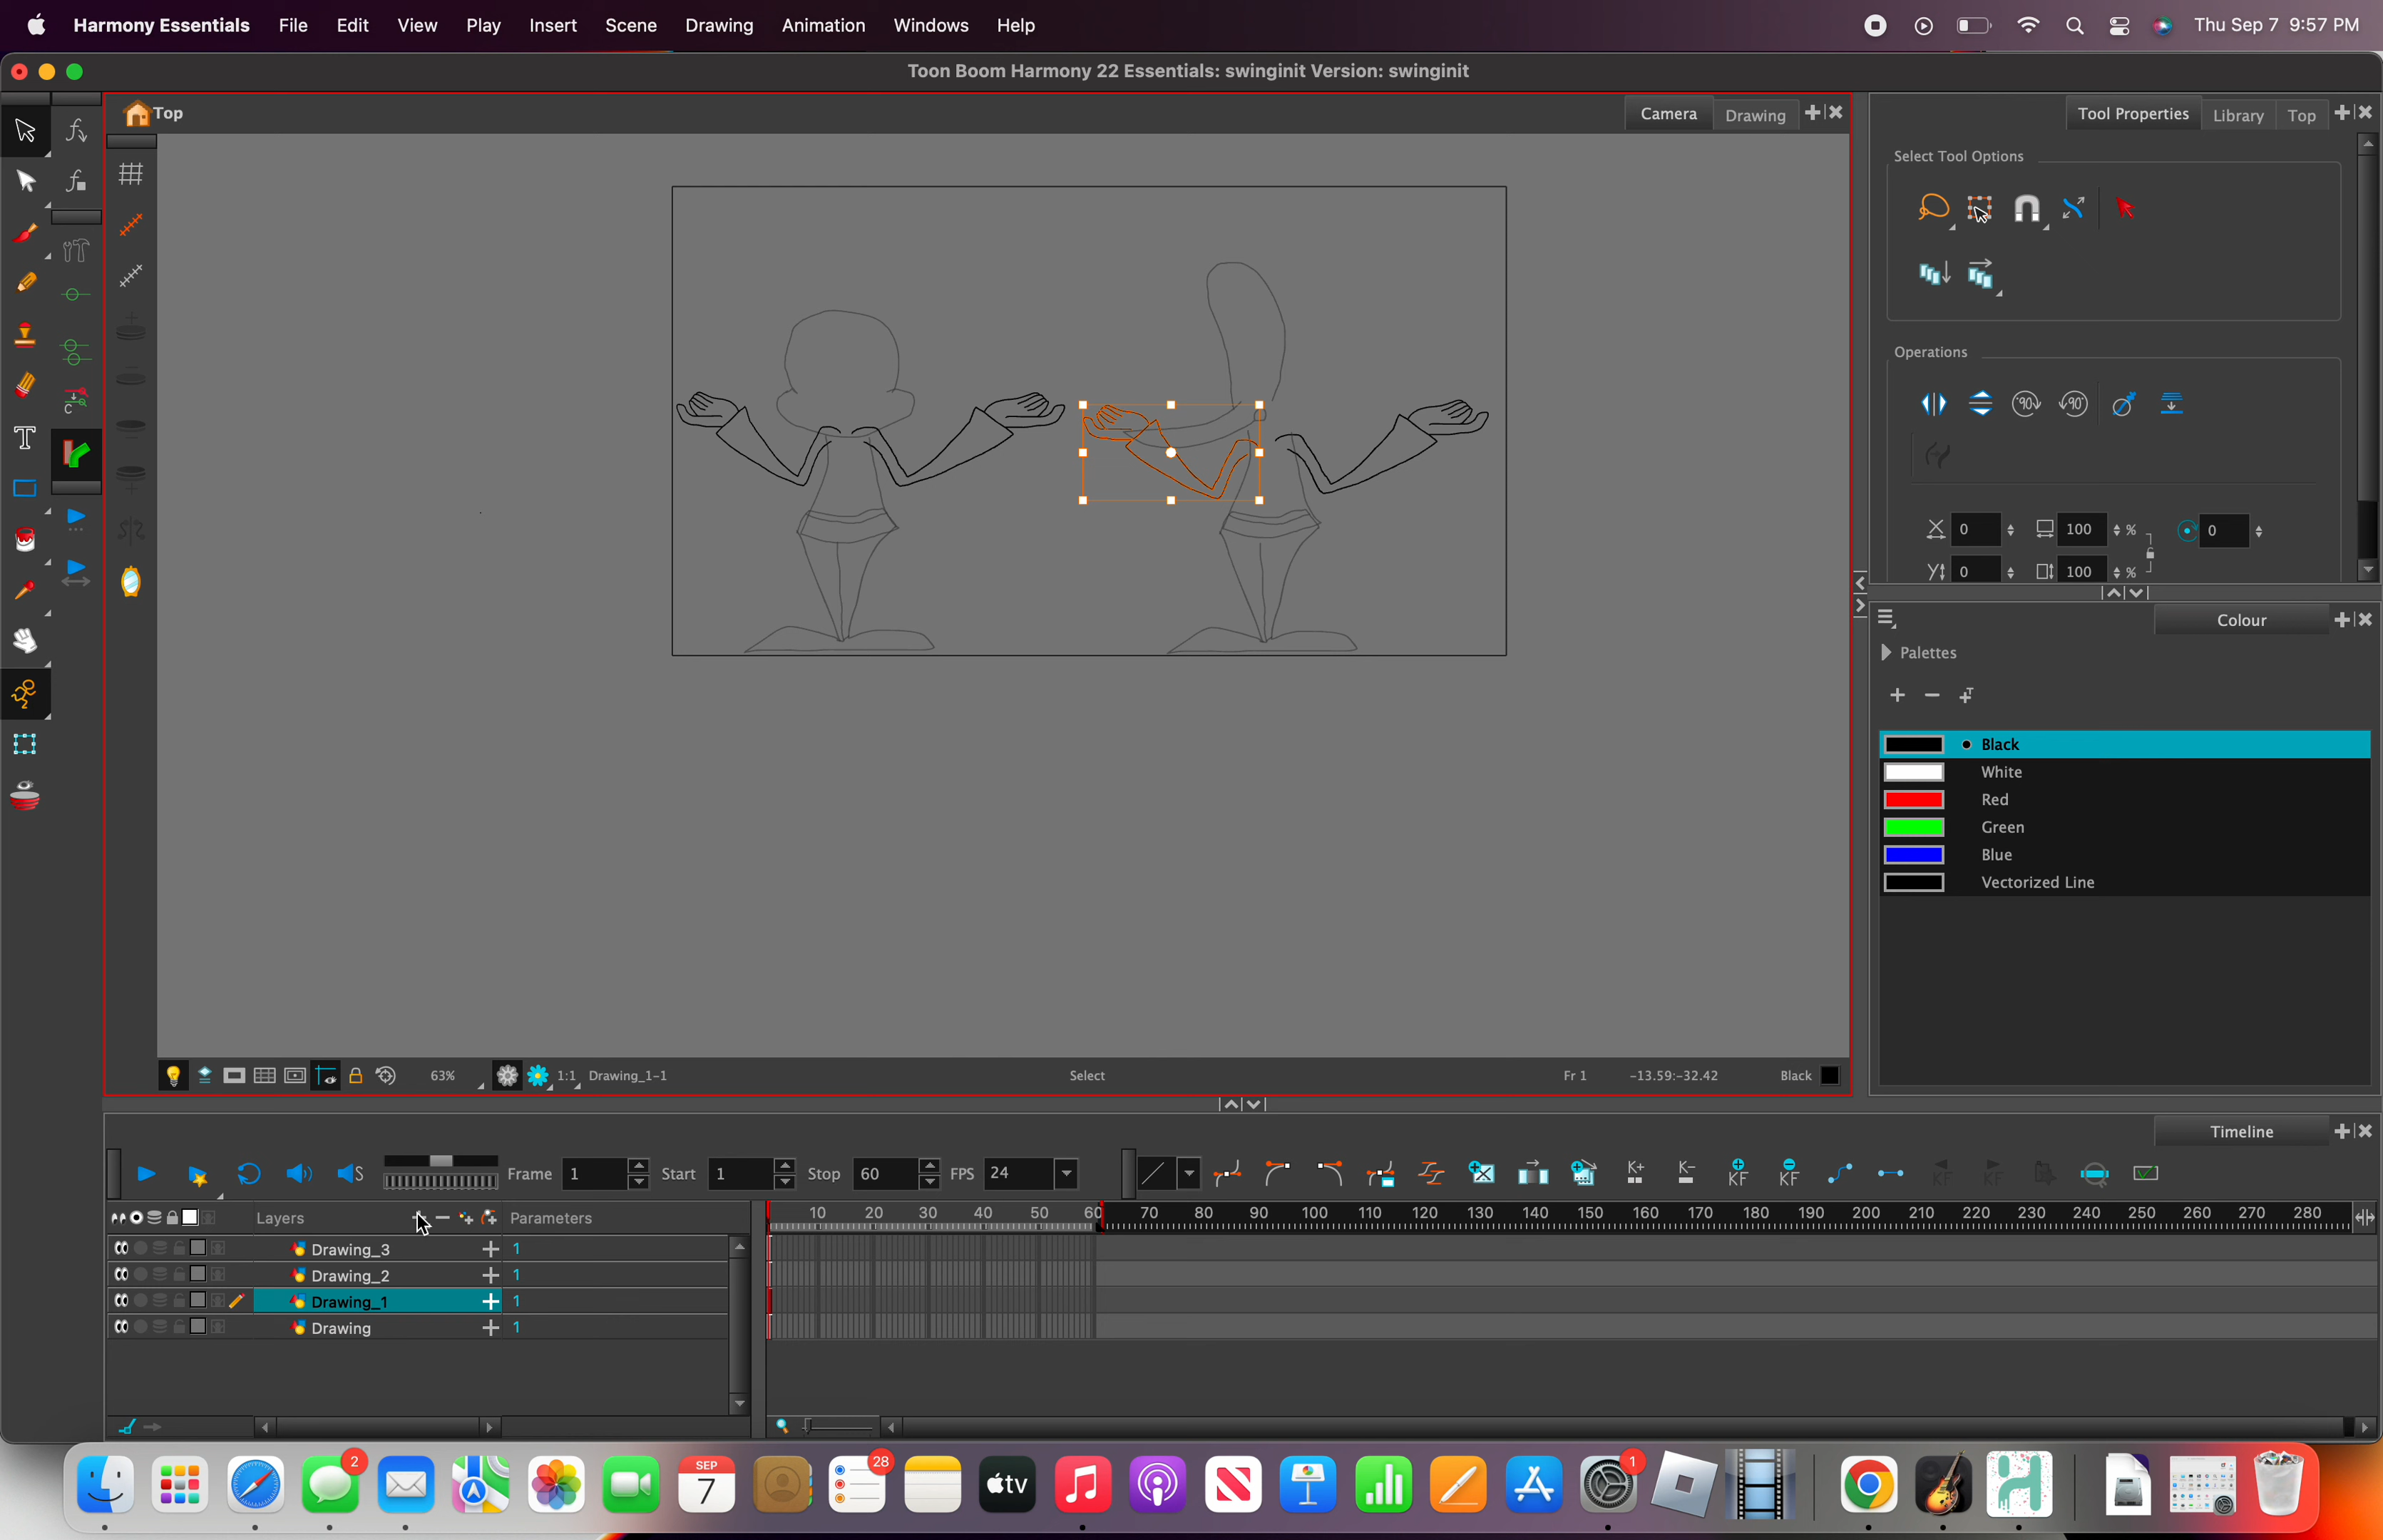 Harmony Essentials File Edit View Play Insert Scene Drawing Animation Windows Help Thu Sep 7 9:57 PM
Toon Boom Harmony 22 Essentials: swinginit Version: swinginit
Top Camera Drawing
Tool Properties Library Top
Select Tool Options
Operations
90 90
X 0 100 % 0
Y 0 100 %
Colour
Palettes
Black
White
Red
Green
Blue
Vectorized Line
63% 1:1 Drawing_1-1 Select Fr 1 -13.59:-32.42 Black
Timeline
Frame 1 Start 1 Stop 60 FPS 24
Layers Parameters
10 20 30 40 50 60 70 80 90 100 110 120 130 140 150 160 170 180 190 200 210 220 230 240 250 260 270 280
Drawing_3 1
Drawing_2 1
Drawing_1 1
Drawing 1
2 SEP 7 28 tv 1